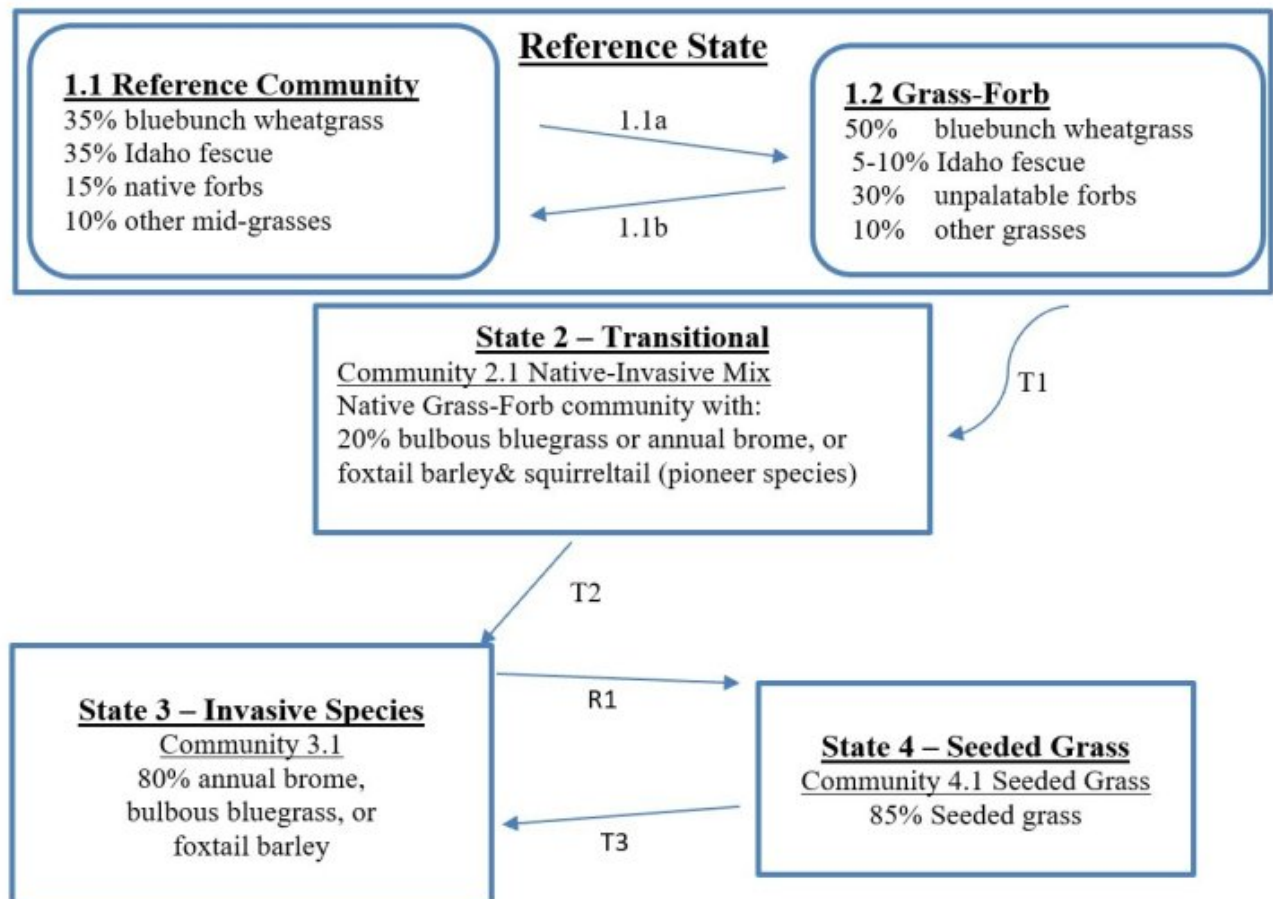 Reference State
1.1 Reference Community
35% bluebunch wheatgrass
35% Idaho fescue
15% native forbs
10% other mid-grasses
1.1a
1.1b
1.2 Grass-Forb
50% bluebunch wheatgrass
5-10% Idaho fescue
30% unpalatable forbs
10% other grasses
State 2 – Transitional
Community 2.1 Native-Invasive Mix
Native Grass-Forb community with:
20% bulbous bluegrass or annual brome, or
foxtail barley& squirreltail (pioneer species)
T1
T2
State 3 – Invasive Species
Community 3.1
80% annual brome,
bulbous bluegrass, or
foxtail barley
R1
T3
State 4 – Seeded Grass
Community 4.1 Seeded Grass
85% Seeded grass